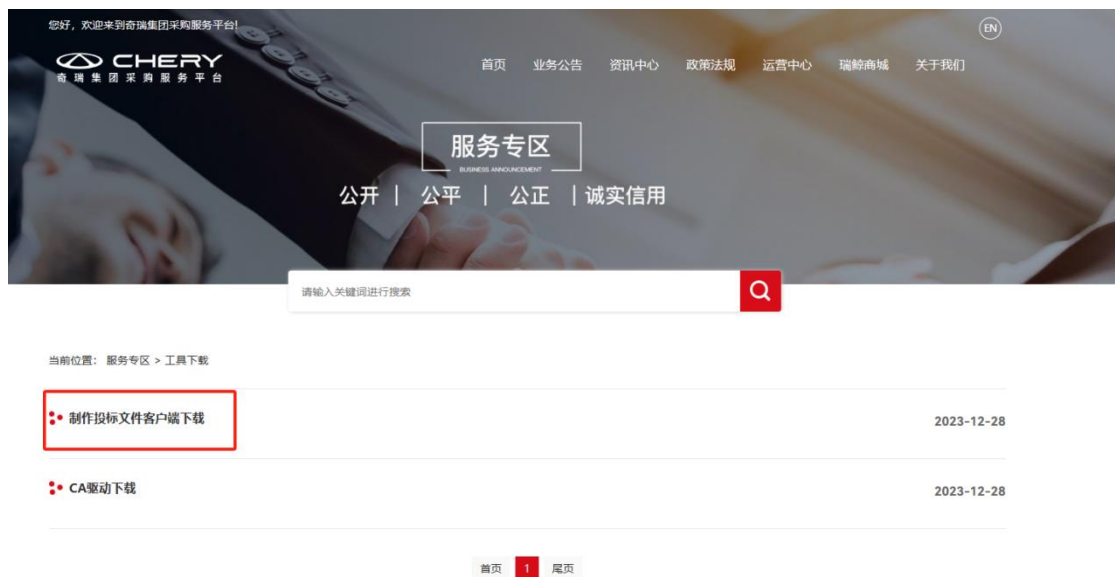 您好，欢迎来到奇瑞集团采购服务平台!
EN
CHERY
奇瑞集团采购服务平台
首页 业务公告 资讯中心 政策法规 运营中心 瑞鲸商城 关于我们
服务专区
BUSINESS ANNOUNCEMENT
公开 | 公平 | 公正 | 诚实信用
请输入关键词进行搜索
当前位置： 服务专区 > 工具下载
制作投标文件客户端下载 2023-12-28
CA驱动下载 2023-12-28
首页 1 尾页